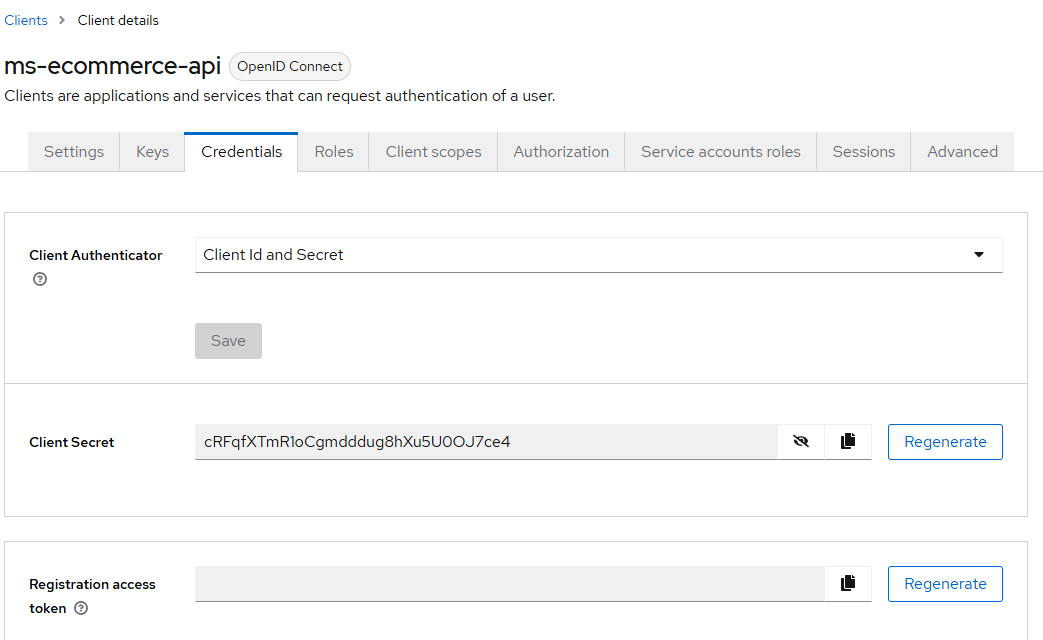 Clients > Client details
ms-ecommerce-api OpenID Connect
Clients are applications and services that can request authentication of a user.
Settings Keys Credentials Roles Client scopes Authorization Service accounts roles Sessions Advanced
Client Authenticator Client Id and Secret
Save
Client Secret cRFqfXTmR1oCgmdddug8hXu5U0OJ7ce4 Regenerate
Registration access Regenerate
token